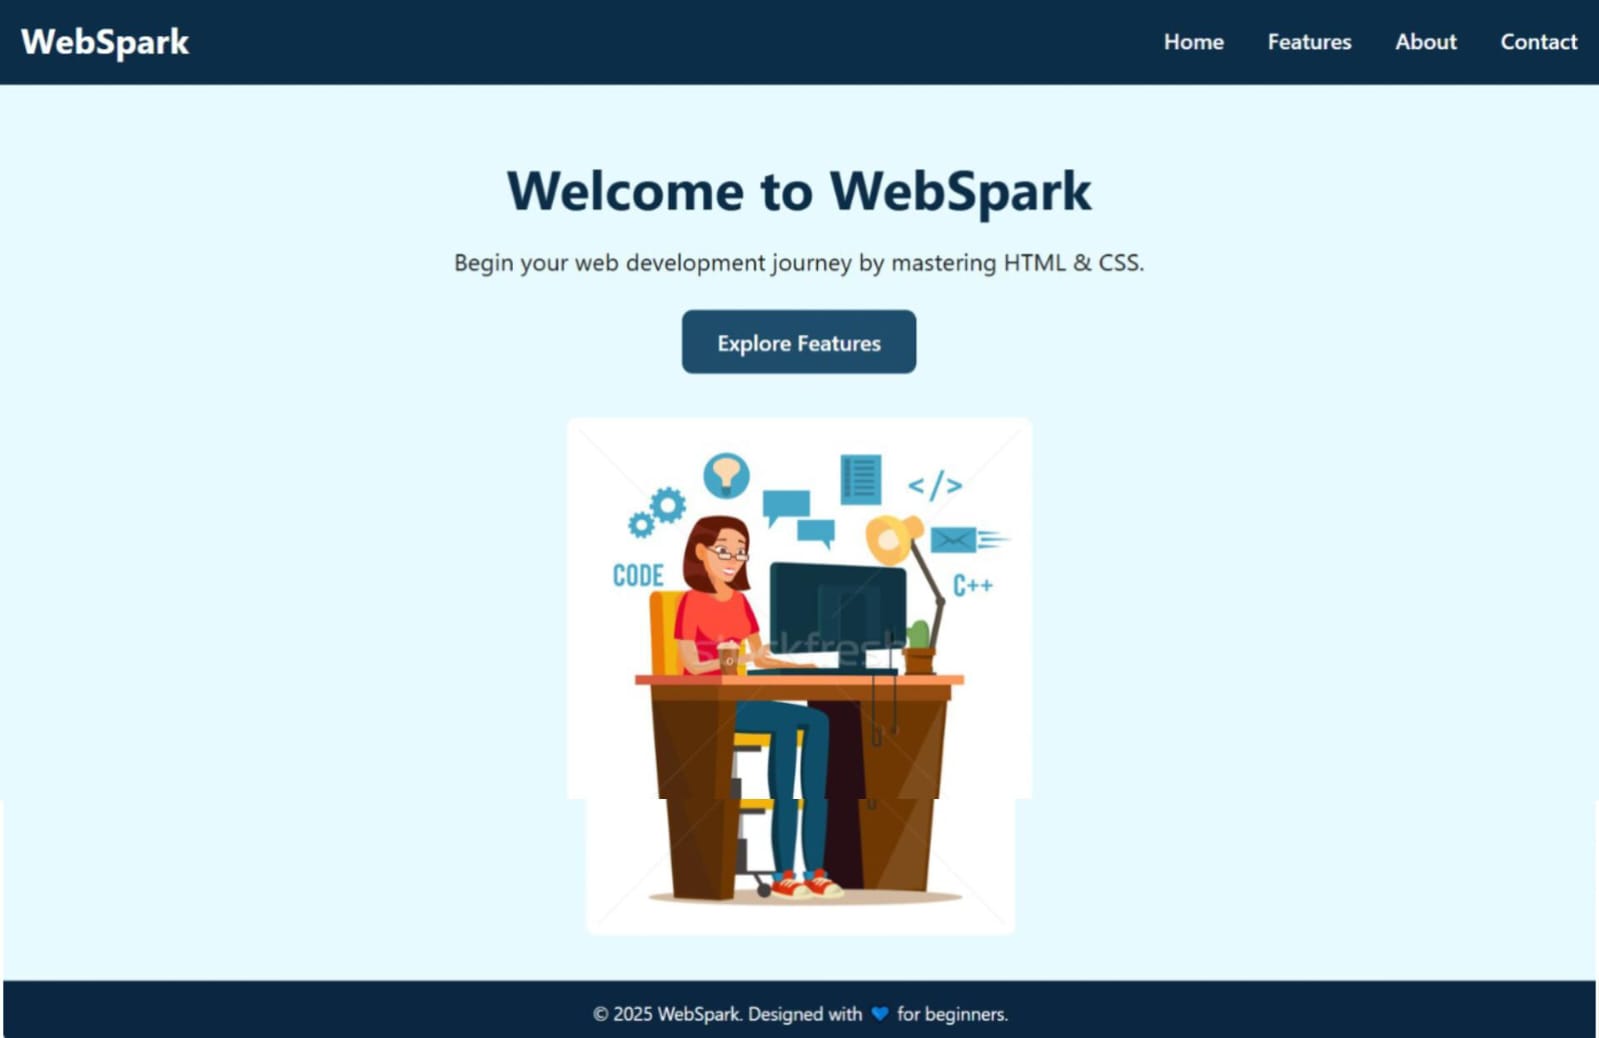 WebSpark
Home Features About Contact
Welcome to WebSpark
Begin your web development journey by mastering HTML & CSS.
Explore Features
</>
CODE
C++
© 2025 WebSpark. Designed with 💙 for beginners.